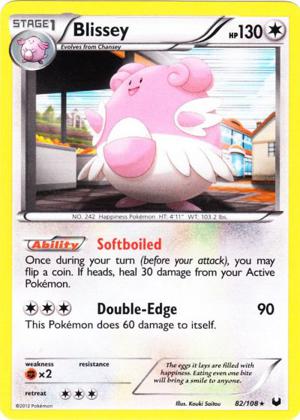 STAGE1 Blissey HP130
Evolves from Chansey
NO. 242 Happiness Pokémon HT: 4'11" WT: 103.2 lbs.
Ability Softboiled
Once during your turn (before your attack), you
may flip a coin. If heads, heal 30 damage from your
Active Pokémon.
Double-Edge 90
This Pokémon does 60 damage to itself.
weakness resistance
×2
retreat
The eggs it lays are filled with
happiness. Eating even one bite
will bring a smile to anyone.
©2012 Pokémon
Illus. Kouki Saitou 82/108★